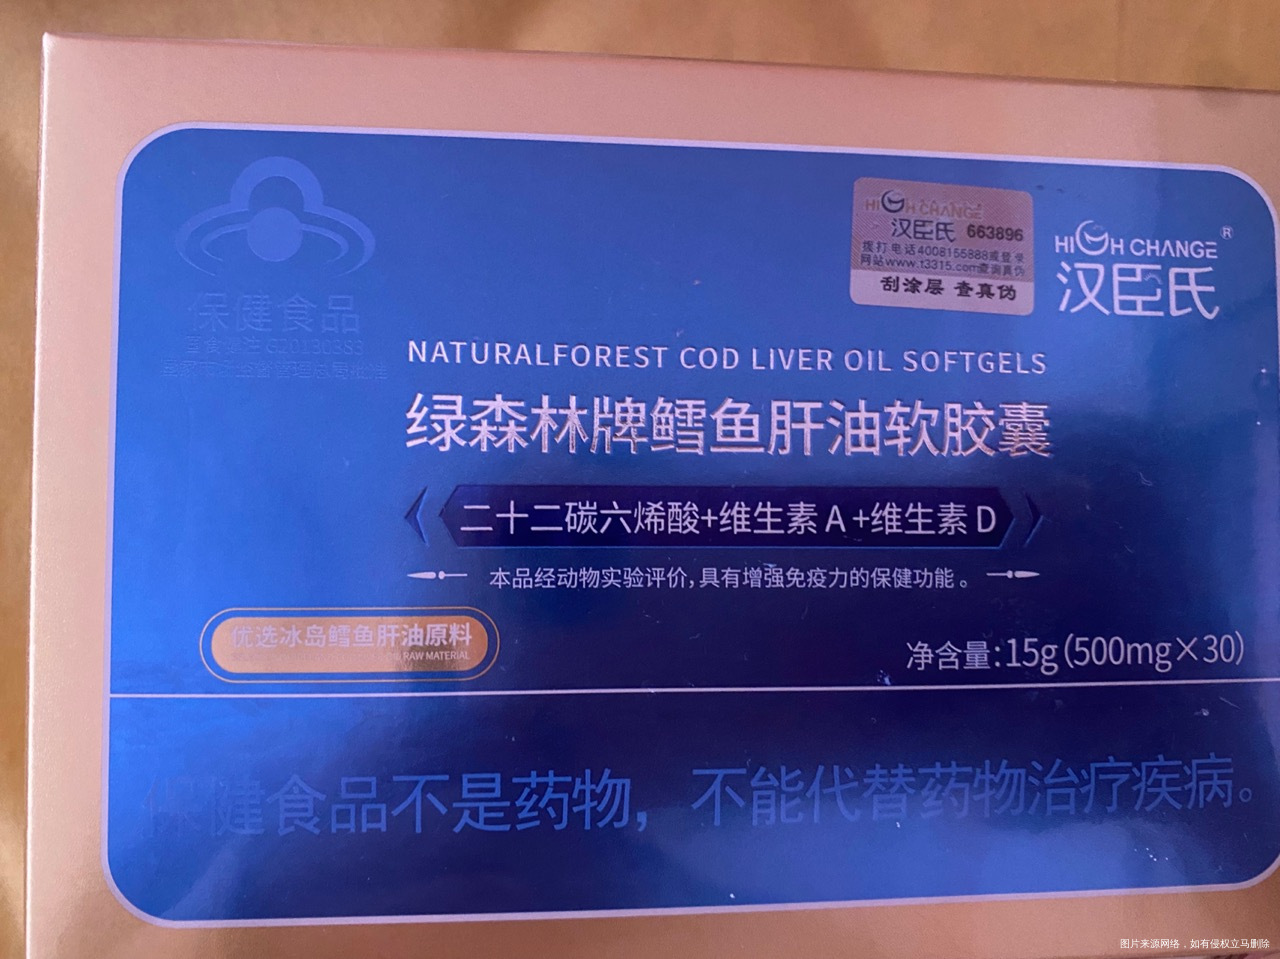 HIGH CHANGE
汉臣氏 663896
拨打电话4008155888或登录
网站www.t3315.com查询真伪
刮涂层 查真伪
HIGH CHANGE ®
汉臣氏
保健食品
NATURALFOREST COD LIVER OIL SOFTGELS
绿森林牌鳕鱼肝油软胶囊
二十二碳六烯酸+维生素A+维生素D
本品经动物实验评价,具有增强免疫力的保健功能。
优选冰岛鳕鱼肝油原料
RAW MATERIAL
净含量:15g(500mg×30)
保健食品不是药物，不能代替药物治疗疾病。
图片来源网络，如有侵权立马删除